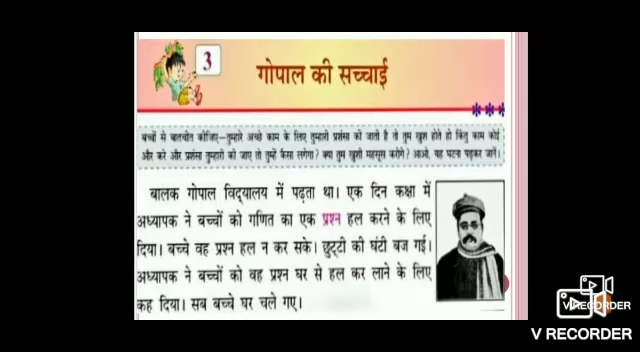 3
गोपाल की सच्चाई
***
बच्चों से बातचीत कीजिए–तुम्हारे अच्छे काम के लिए तुम्हारी प्रशंसा की जाती है तो तुम खुश होते हो किंतु काम कोई
और करे और प्रशंसा तुम्हारी की जाए तो तुम्हें कैसा लगेगा? क्या तुम खुशी महसूस करोगे? आओ, यह घटना पढ़कर जानें।
बालक गोपाल विद्यालय में पढ़ता था। एक दिन कक्षा में
अध्यापक ने बच्चों को गणित का एक प्रश्न हल करने के लिए
दिया। बच्चे वह प्रश्न हल न कर सके। छुट्टी की घंटी बज गई।
अध्यापक ने बच्चों को वह प्रश्न घर से हल कर लाने के लिए
कह दिया। सब बच्चे घर चले गए।
V RECORDER
V RECORDER